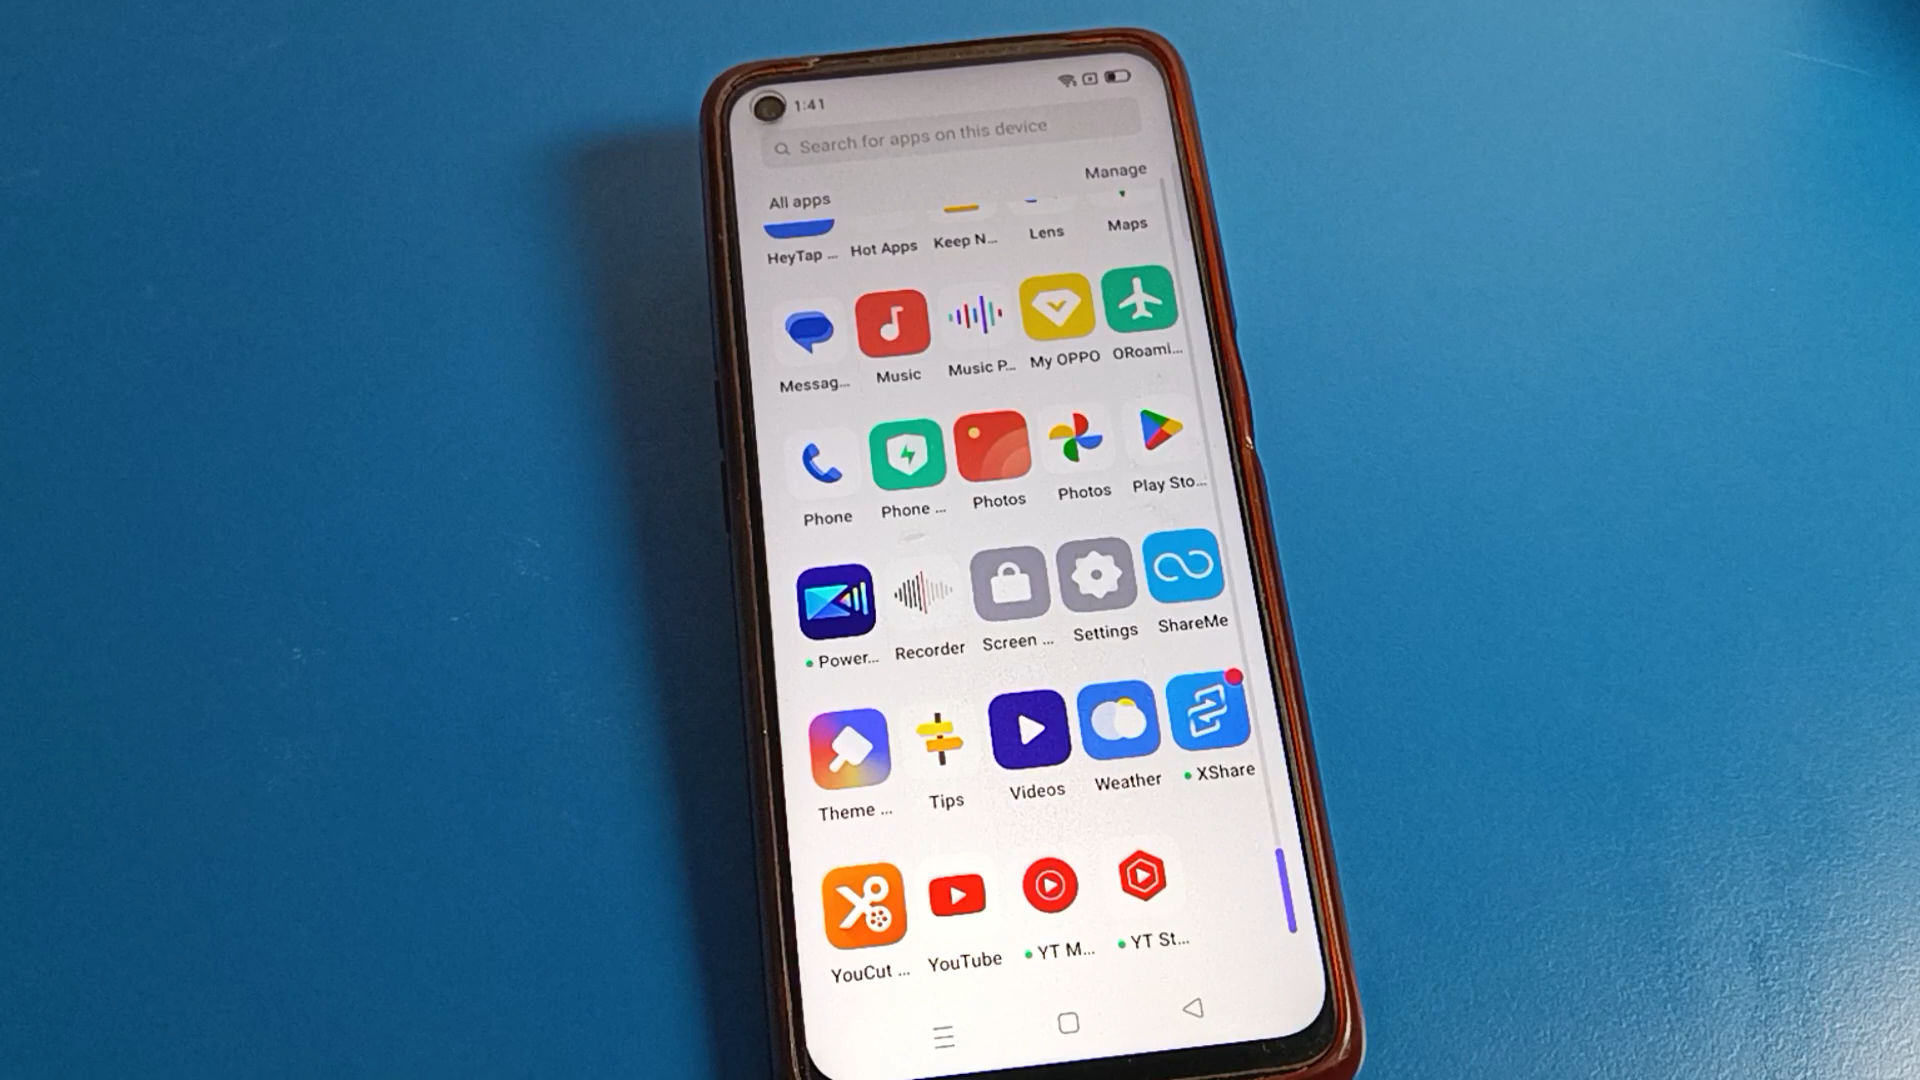 1:41
Search for apps on this device
All apps Manage
HeyTap ... Hot Apps Keep N... Lens Maps
Messag... Music Music P... My OPPO ORoami...
Phone Phone ... Photos Photos Play Sto...
Power... Recorder Screen ... Settings ShareMe
Theme ... Tips Videos Weather XShare
YouCut ... YouTube YT M... YT St...